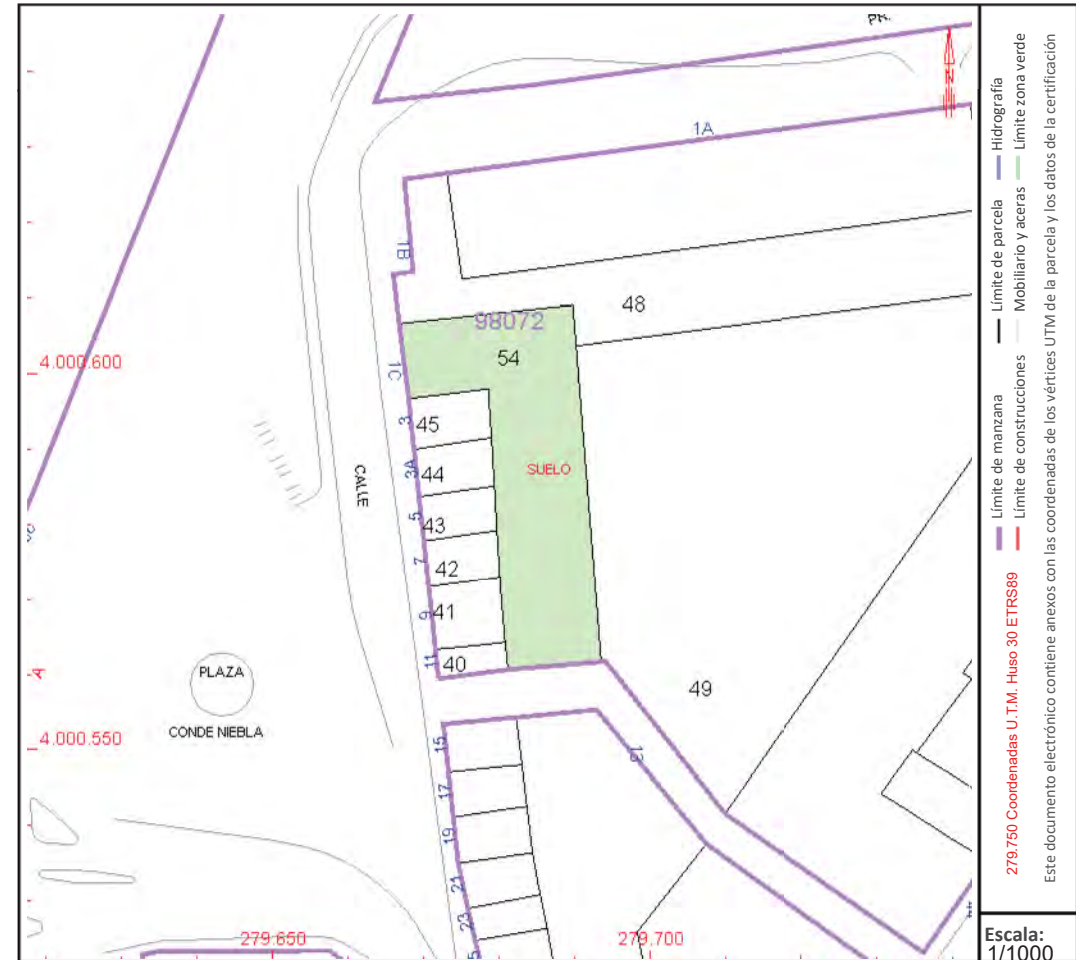 PR.
1A
1B
48
98072
54
4.000.600
1C
3
45
3A
44
SUELO
CALLE
5
43
7
42
9
41
11
40
49
4
PLAZA
CONDE NIEBLA
4.000.550
15
13
17
19
21
23
279.650
279.700
Hidrografía
Límite zona verde
Límite de parcela
Mobiliario y aceras
Límite de manzana
Límite de construcciones
279.750 Coordenadas U.T.M. Huso 30 ETRS89
Este documento electrónico contiene anexos con las coordenadas de los vértices UTM de la parcela y los datos de la certificación
N
Escala:
1/1000